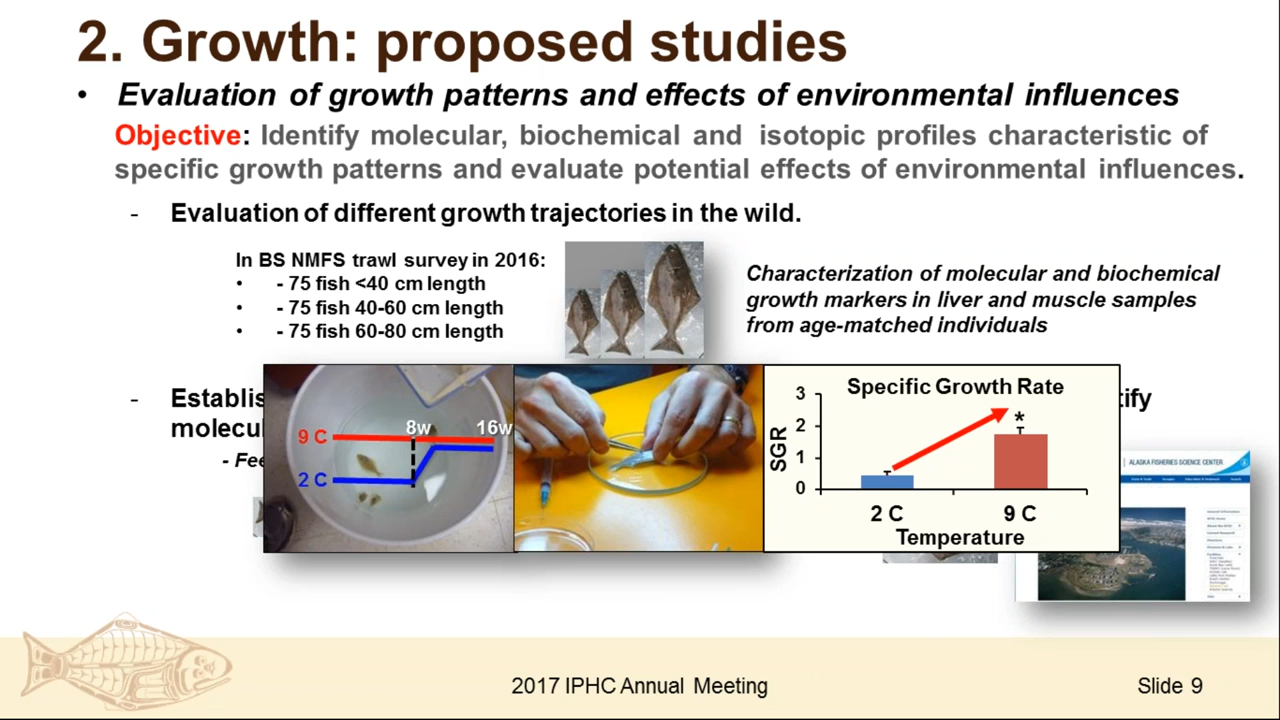 2. Growth: proposed studies
• Evaluation of growth patterns and effects of environmental influences
Objective: Identify molecular, biochemical and isotopic profiles characteristic of
specific growth patterns and evaluate potential effects of environmental influences.
- Evaluation of different growth trajectories in the wild.
In BS NMFS trawl survey in 2016:
• - 75 fish <40 cm length
• - 75 fish 40-60 cm length
• - 75 fish 60-80 cm length
Characterization of molecular and biochemical
growth markers in liver and muscle samples
from age-matched individuals
9 C
8w
16w
2 C
Specific Growth Rate
SGR
3
2
1
0
*
2 C
9 C
Temperature
ALASKA FISHERIES SCIENCE CENTER
2017 IPHC Annual Meeting
Slide 9